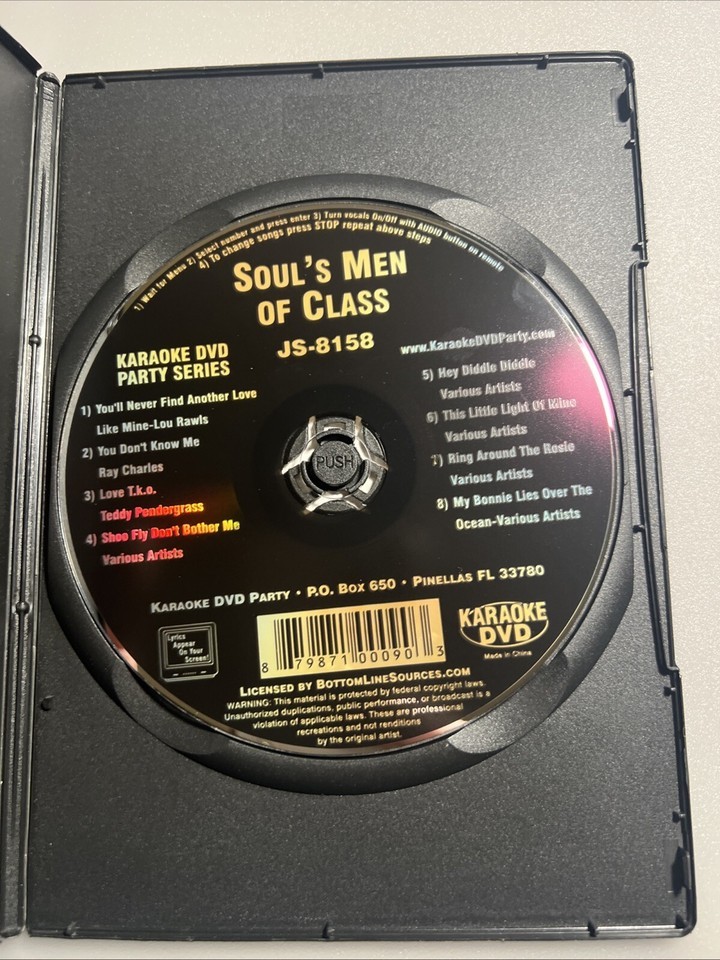 1) Wait for Menu 2) Select number and press enter 3) Turn vocals On/Off with AUDIO button on remote
4) To change songs press STOP repeat above steps
SOUL'S MEN
OF CLASS
JS-8158
KARAOKE DVD
PARTY SERIES
1) You'll Never Find Another Love
Like Mine-Lou Rawls
2) You Don't Know Me
Ray Charles
3) Love T.k.o.
Teddy Pendergrass
4) Shoo Fly Don't Bother Me
Various Artists
www.KaraokeDVDParty.com
5) Hey Diddle Diddle
Various Artists
6) This Little Light Of Mine
Various Artists
7) Ring Around The Rosie
Various Artists
8) My Bonnie Lies Over The
Ocean-Various Artists
PUSH
KARAOKE DVD PARTY • P.O. BOX 650 • PINELLAS FL 33780
Lyrics
Appear
On Your
Screen!
8 79871 00090 3
KARAOKE
DVD
Made in China
LICENSED BY BOTTOMLINESOURCES.COM
WARNING: This material is protected by federal copyright laws.
Unauthorized duplications, public performance, or broadcast is a
violation of applicable laws. These are professional
recreations and not renditions
by the original artist.